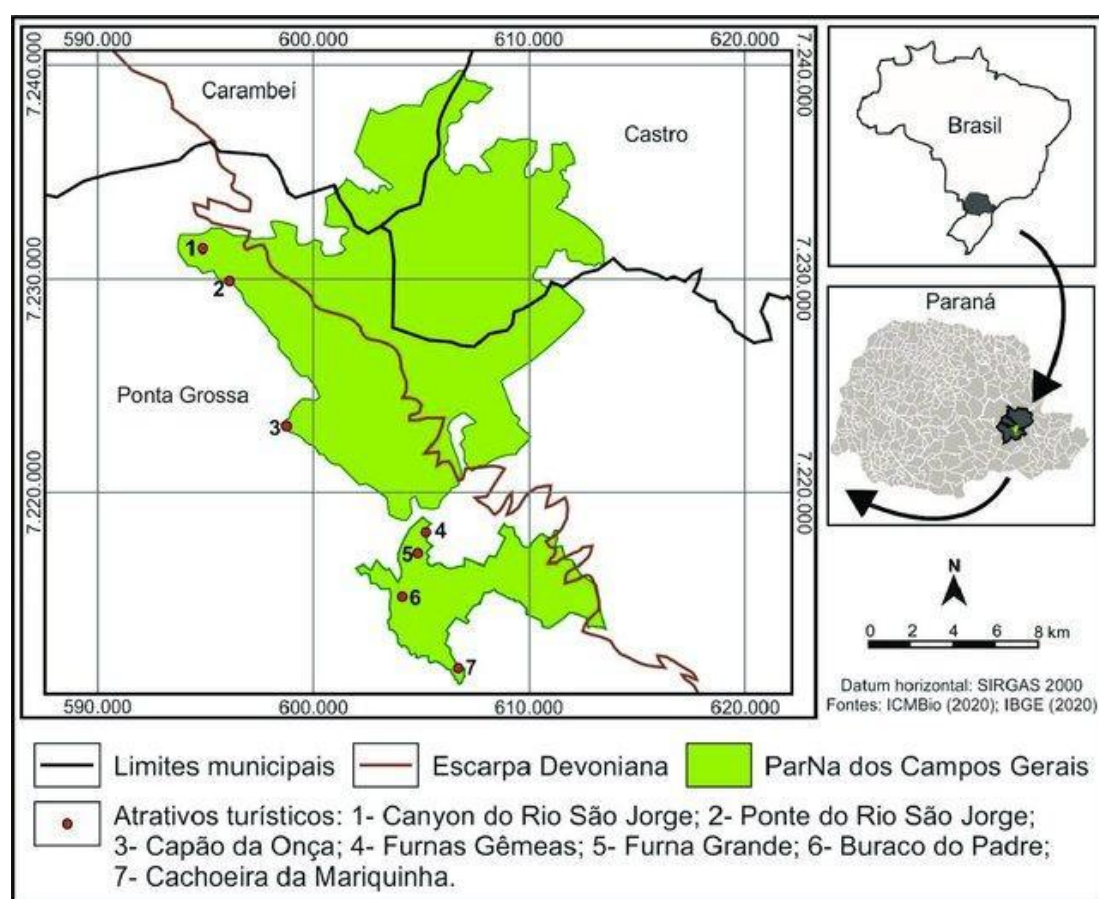 590.000 600.000 610.000 620.000
7.240.000 7.240.000
Carambeí
Castro
Brasil
1
2
7.230.000 7.230.000
Paraná
Ponta Grossa
3
7.220.000 7.220.000
4
5
6
7
N
0 2 4 6 8 km
590.000 600.000 610.000 620.000
Datum horizontal: SIRGAS 2000
Fontes: ICMBio (2020); IBGE (2020)
Limites municipais Escarpa Devoniana ParNa dos Campos Gerais
Atrativos turísticos: 1- Canyon do Rio São Jorge; 2- Ponte do Rio São Jorge;
3- Capão da Onça; 4- Furnas Gêmeas; 5- Furna Grande; 6- Buraco do Padre;
7- Cachoeira da Mariquinha.